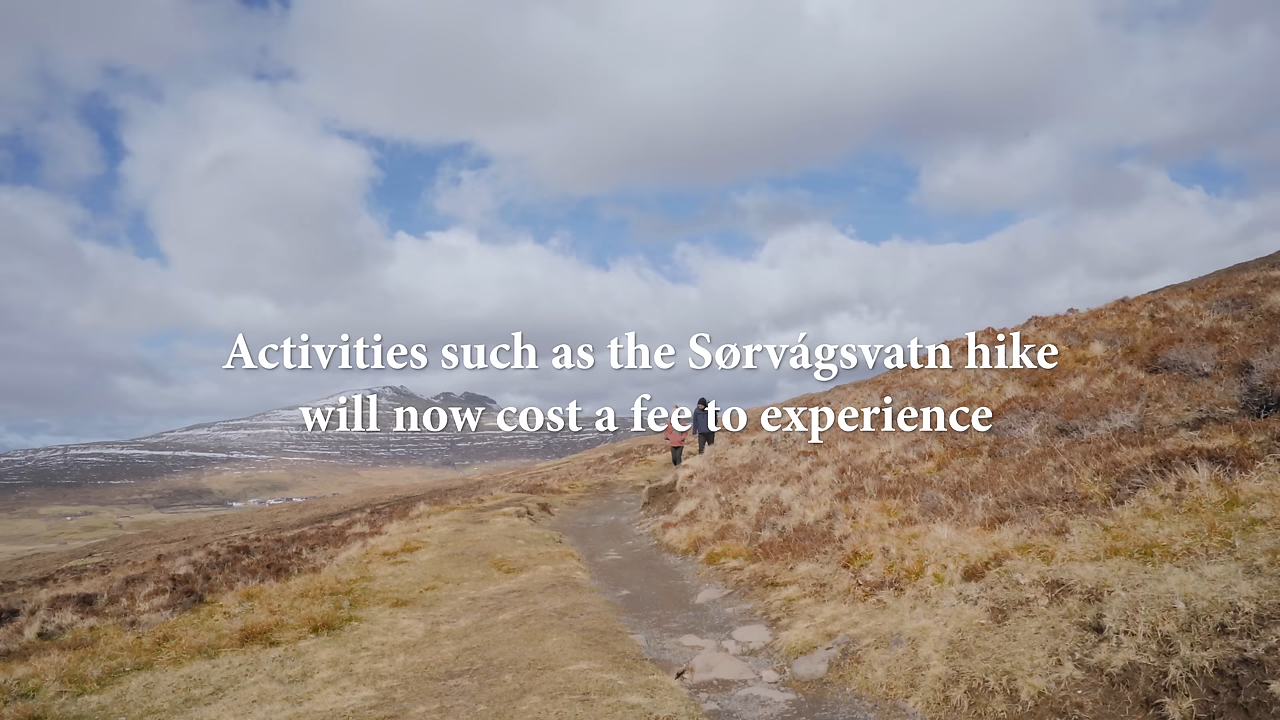 Activities such as the Sørvágsvatn hike
will now cost a fee to experience